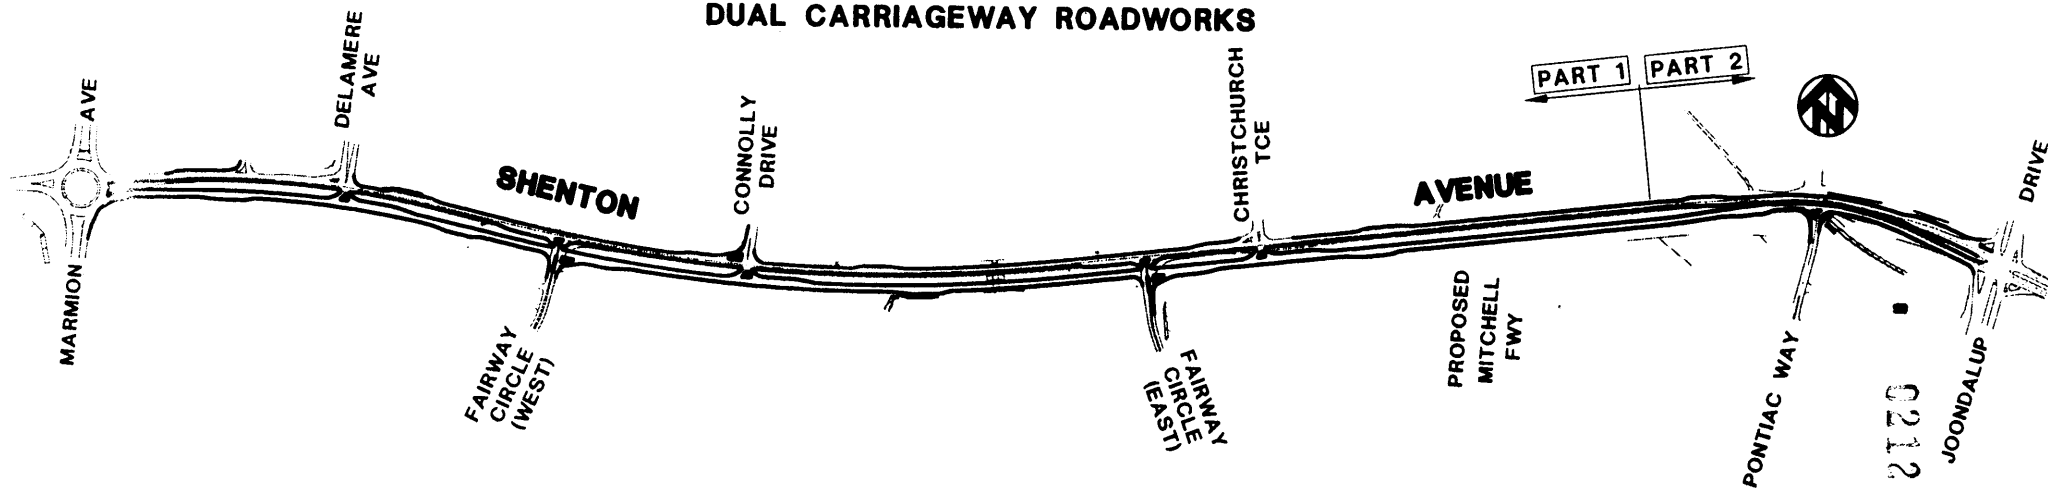 DUAL CARRIAGEWAY ROADWORKS
MARMION AVE
DELAMERE
AVE
SHENTON AVENUE
CONNOLLY
DRIVE
CHRISTCHURCH
TCE
PART 1
PART 2
N
FAIRWAY
CIRCLE
(WEST)
FAIRWAY
CIRCLE
(EAST)
PROPOSED
MITCHELL
FWY
PONTIAC WAY
JOONDALUP DRIVE
0212